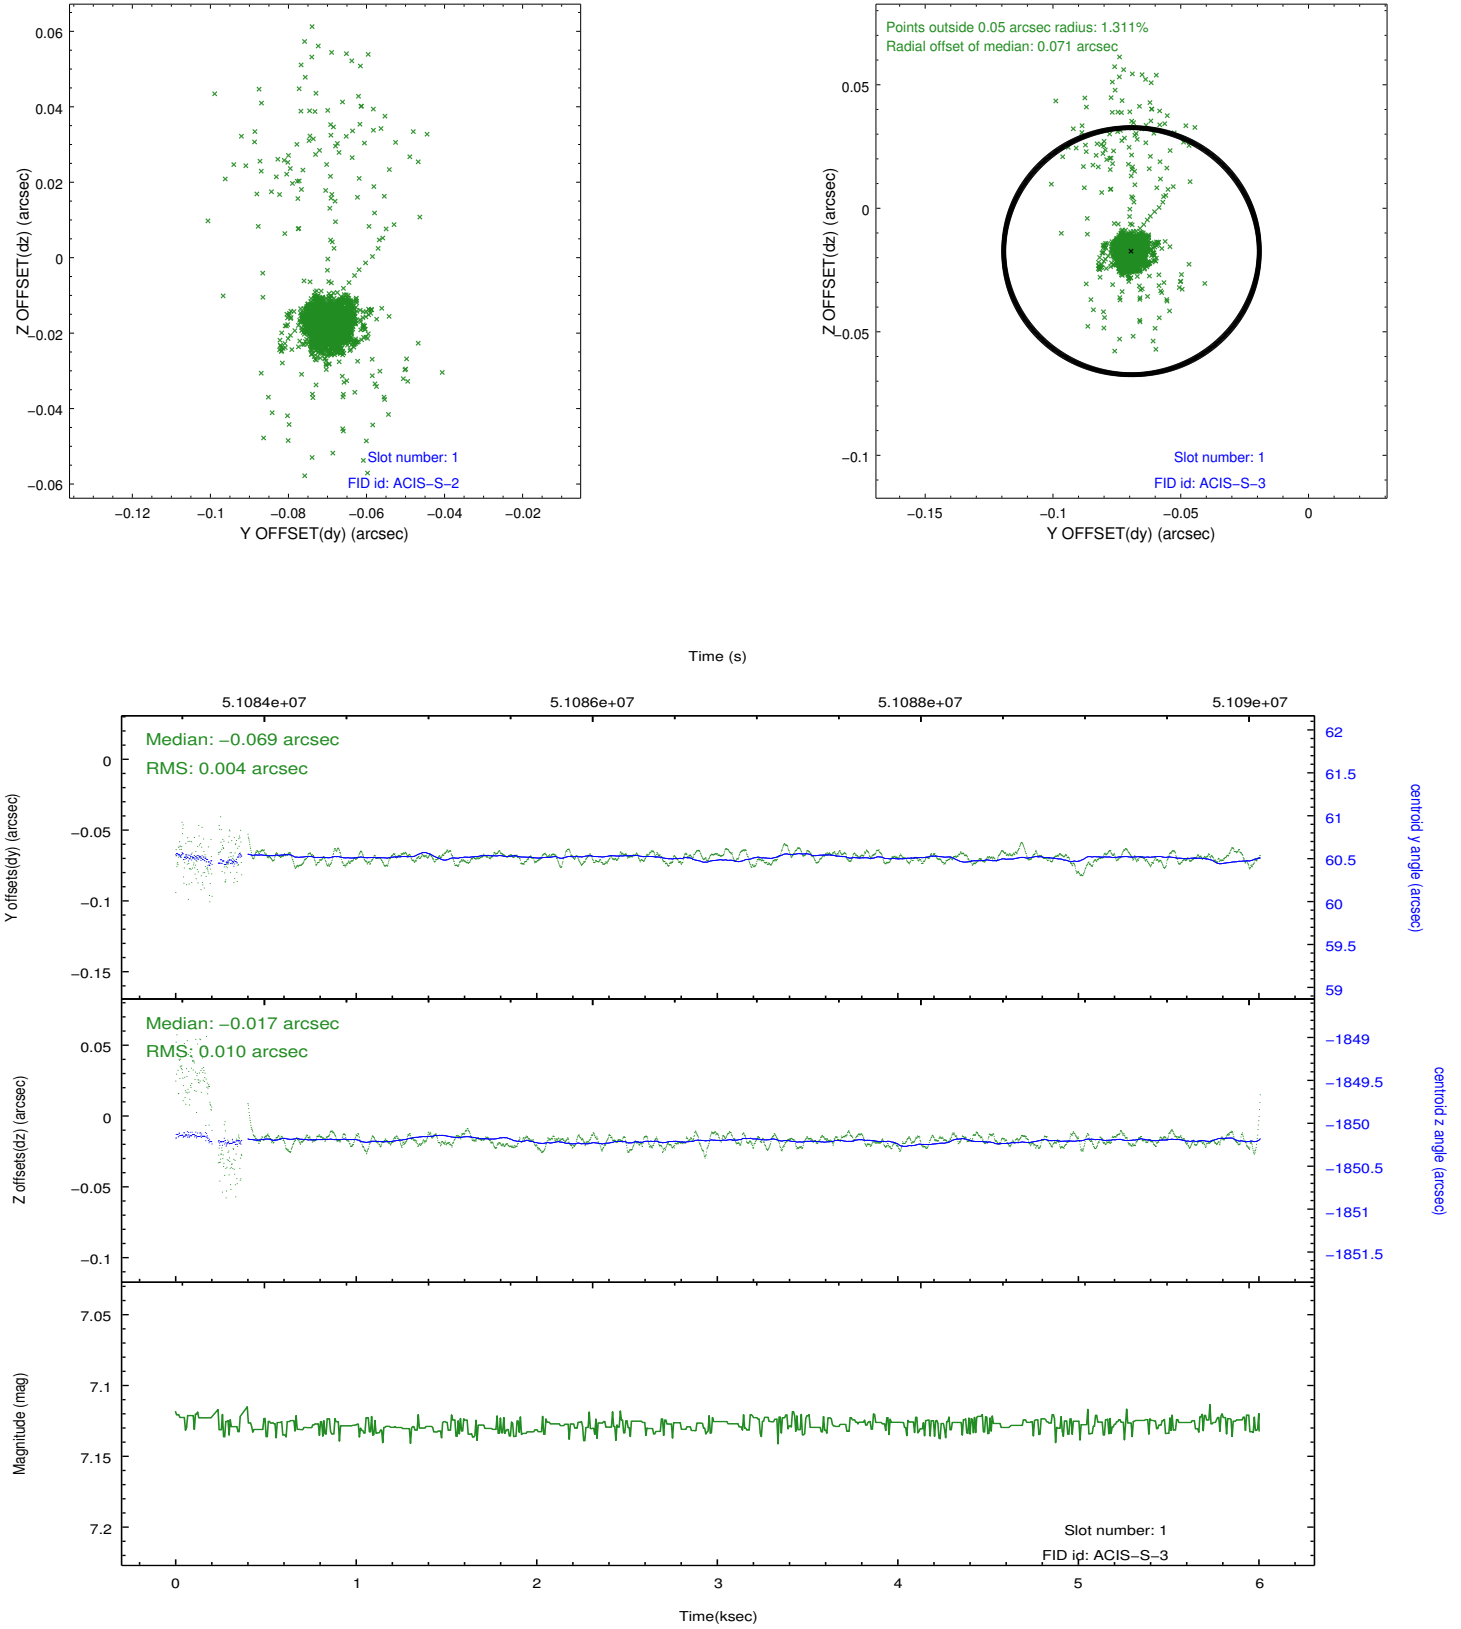 0.06
0.04
0.02
0
−0.02
−0.04
−0.06
Z OFFSET(dz) (arcsec)
Slot number: 1
FID id: ACIS−S−2
−0.12
−0.1
−0.08
−0.06
−0.04
−0.02
Y OFFSET(dy) (arcsec)
Points outside 0.05 arcsec radius: 1.311%
Radial offset of median: 0.071 arcsec
0.05
0
−0.05
−0.1
Z OFFSET(dz) (arcsec)
Slot number: 1
FID id: ACIS−S−3
−0.15
−0.1
−0.05
0
Y OFFSET(dy) (arcsec)
Time (s)
5.1084e+07
5.1086e+07
5.1088e+07
5.109e+07
Median: −0.069 arcsec
RMS: 0.004 arcsec
0
−0.05
−0.1
−0.15
Y offsets(dy) (arcsec)
62
61.5
61
60.5
60
59.5
59
centroid y angle (arcsec)
Median: −0.017 arcsec
RMS: 0.010 arcsec
0.05
0
−0.05
−0.1
Z offsets(dz) (arcsec)
−1849
−1849.5
−1850
−1850.5
−1851
−1851.5
centroid z angle (arcsec)
7.05
7.1
7.15
7.2
Magnitude (mag)
Slot number: 1
FID id: ACIS−S−3
0
1
2
3
4
5
6
Time(ksec)